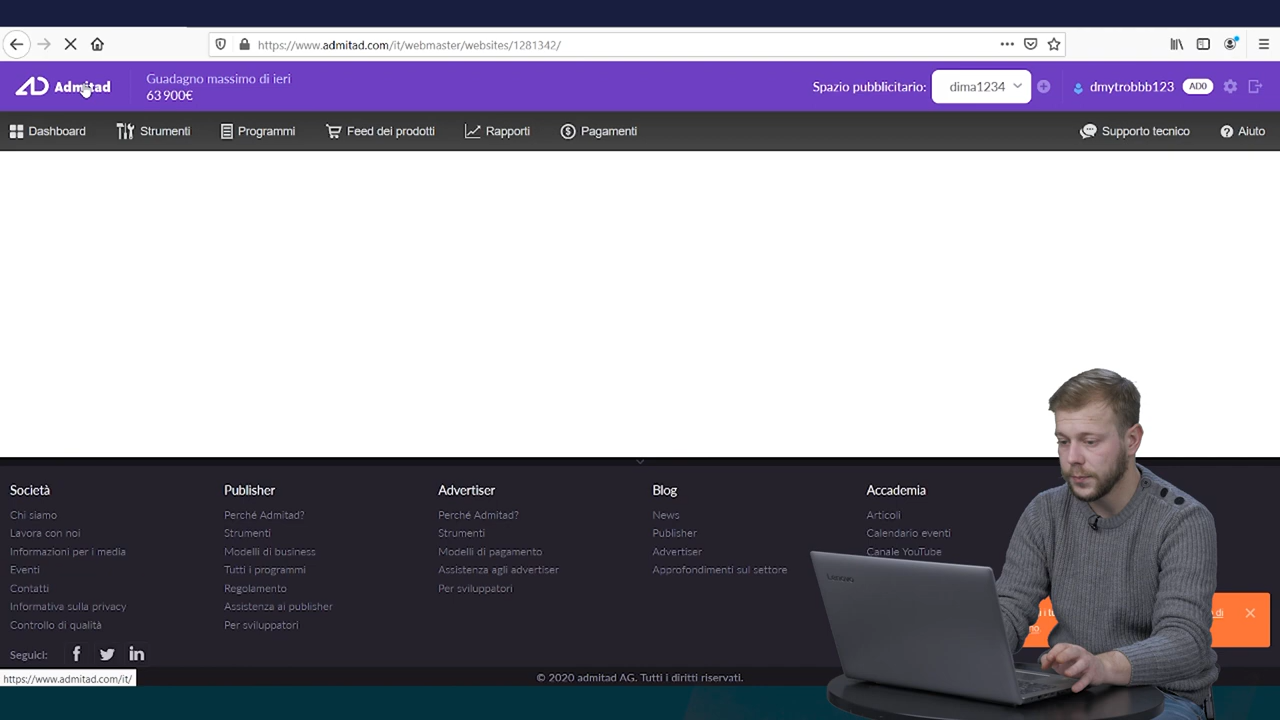 https://www.admitad.com/it/webmaster/websites/1281342/
Admitad
Guadagno massimo di ieri
63 900€
Spazio pubblicitario:
dima1234
dmytrobbb123
AD0
Dashboard
Strumenti
Programmi
Feed dei prodotti
Rapporti
Pagamenti
Supporto tecnico
Aiuto
Società
Chi siamo
Lavora con noi
Informazioni per i media
Eventi
Contatti
Informativa sulla privacy
Controllo di qualità
Publisher
Perché Admitad?
Strumenti
Modelli di business
Tutti i programmi
Regolamento
Assistenza ai publisher
Per sviluppatori
Advertiser
Perché Admitad?
Strumenti
Modelli di pagamento
Assistenza agli advertiser
Per sviluppatori
Blog
News
Publisher
Advertiser
Approfondimenti sul settore
Accademia
Articoli
Calendario eventi
Canale YouTube
di
Seguici:
https://www.admitad.com/it/
© 2020 admitad AG. Tutti i diritti riservati.
Lenovo